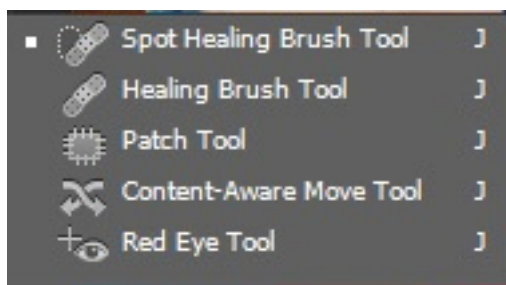 Spot Healing Brush Tool J
Healing Brush Tool J
Patch Tool J
Content-Aware Move Tool J
Red Eye Tool J